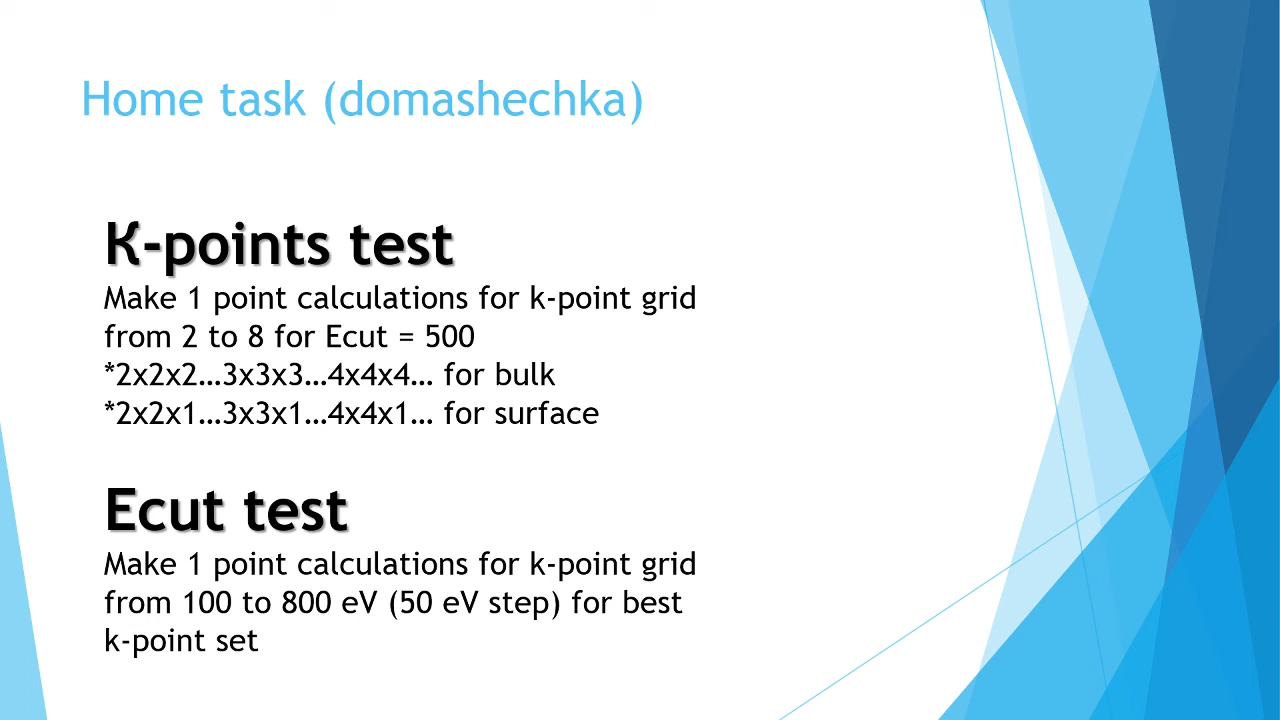 Home task (domashechka)
К-points test
Make 1 point calculations for k-point grid
from 2 to 8 for Ecut = 500
*2x2x2…3x3x3…4x4x4… for bulk
*2x2x1…3x3x1…4x4x1… for surface
Ecut test
Make 1 point calculations for k-point grid
from 100 to 800 eV (50 eV step) for best
k-point set